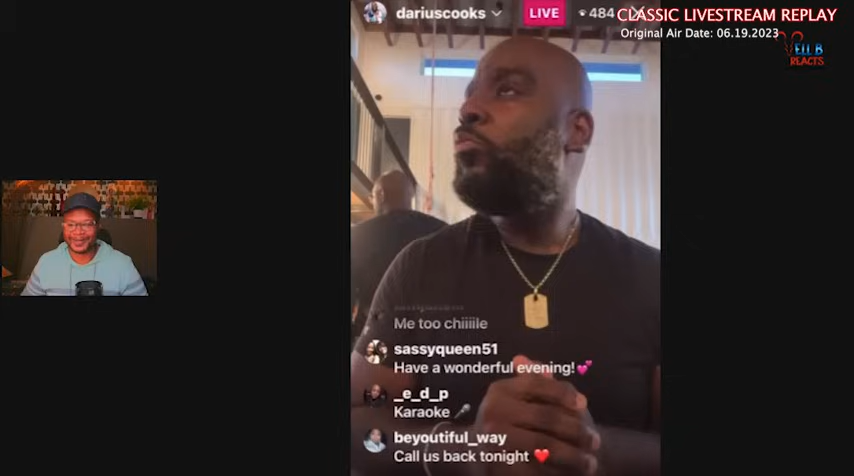 dariuscooks
LIVE
484
CLASSIC LIVESTREAM REPLAY
Original Air Date: 06.19.2023
YELL B
REACTS
Me too chiiiile
sassyqueen51
Have a wonderful evening!💕
_e_d_p
Karaoke 🎤
beyoutiful_way
Call us back tonight ❤️